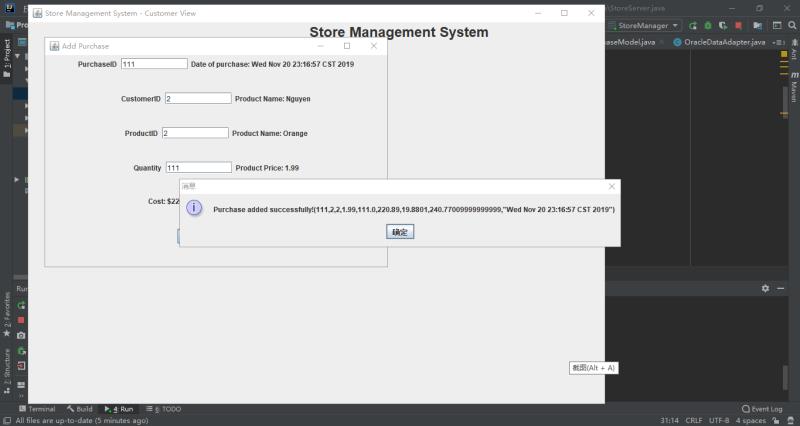 Store Management System - Customer View
\StoreServer.java
Store Management System
StoreManager
Add Purchase
aseModel.java
OracleDataAdapter.java
PurchaseID 111 Date of purchase: Wed Nov 20 23:16:57 CST 2019
CustomerID 2 Product Name: Nguyen
ProductID 2 Product Name: Orange
Quantity 111 Product Price: 1.99
Cost: $22
消息
Purchase added successfully!(111,2,2,1.99,111.0,220.89,19.8801,240.77009999999999,"Wed Nov 20 23:16:57 CST 2019")
确定
截图(Alt + A)
1: Project
Ant
Maven
Run
2: Favorites
Z: Structure
Terminal
Build
4: Run
6: TODO
Event Log
All files are up-to-date (5 minutes ago)
31:14 CRLF UTF-8 4 spaces